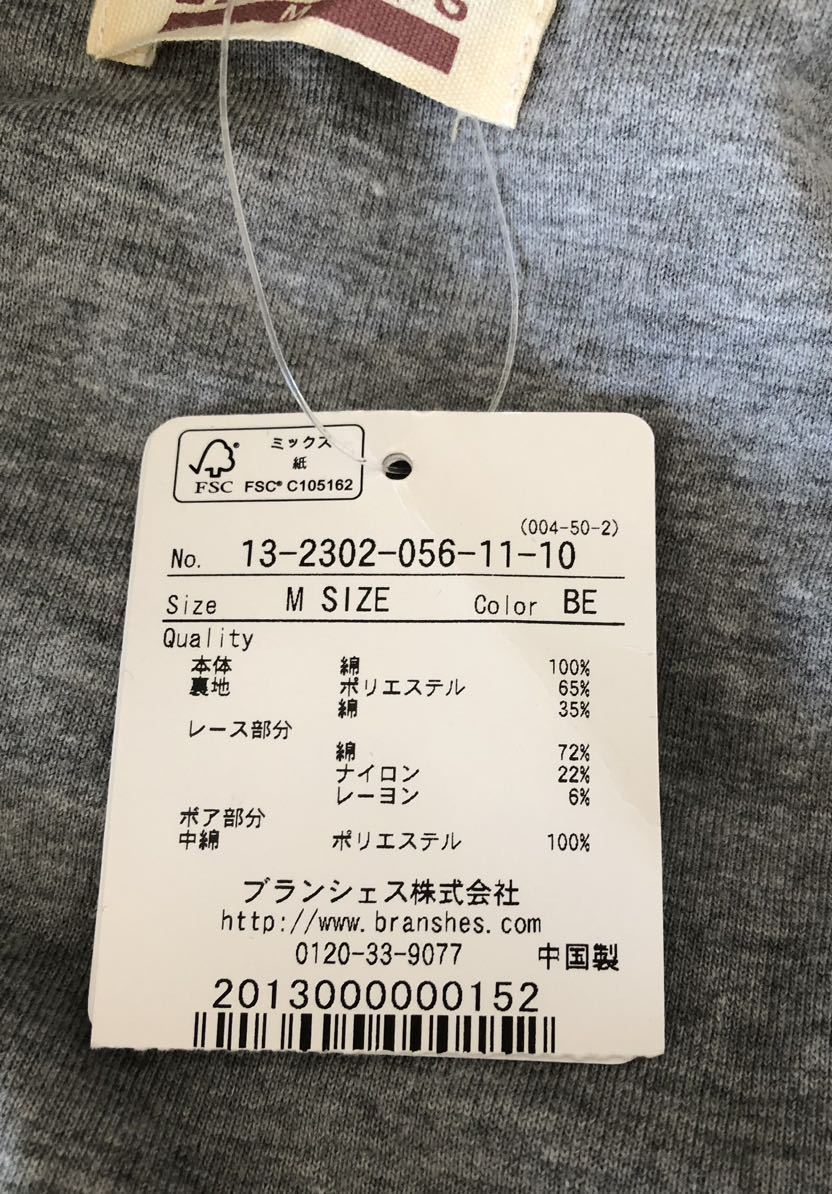 M
ミックス
紙
FSC
FSC® C105162
(004-50-2)
No. 13-2302-056-11-10
Size M SIZE Color BE
Quality
本体 綿 100%
裏地 ポリエステル 65%
綿 35%
レース部分
綿 72%
ナイロン 22%
レーヨン 6%
ボア部分
中綿 ポリエステル 100%
ブランシェス株式会社
http://www.branshes.com
0120-33-9077 中国製
2013000000152